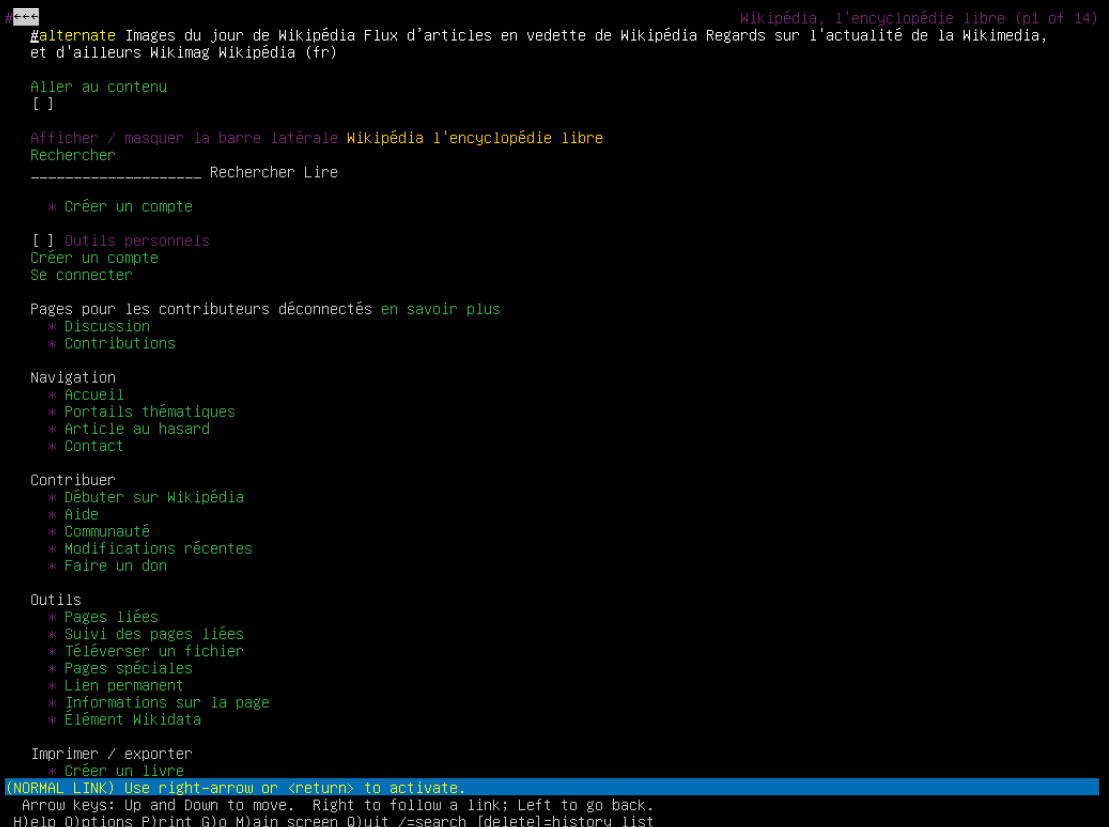 #←←← Wikipédia, l'encyclopédie libre (p1 of 14)
#alternate Images du jour de Wikipédia Flux d’articles en vedette de Wikipédia Regards sur l'actualité de la Wikimedia,
et d'ailleurs Wikimag Wikipédia (fr)
Aller au contenu
[ ]
Afficher / masquer la barre latérale Wikipédia l'encyclopédie libre
Rechercher
____________________ Rechercher Lire
* Créer un compte
[ ] Outils personnels
Créer un compte
Se connecter
Pages pour les contributeurs déconnectés en savoir plus
* Discussion
* Contributions
Navigation
* Accueil
* Portails thématiques
* Article au hasard
* Contact
Contribuer
* Débuter sur Wikipédia
* Aide
* Communauté
* Modifications récentes
* Faire un don
Outils
* Pages liées
* Suivi des pages liées
* Téléverser un fichier
* Pages spéciales
* Lien permanent
* Informations sur la page
* Élément Wikidata
Imprimer / exporter
* Créer un livre
(NORMAL LINK) Use right-arrow or <return> to activate.
Arrow keys: Up and Down to move. Right to follow a link; Left to go back.
H)elp O)ptions P)rint G)o M)ain screen Q)uit /=search [delete]=history list